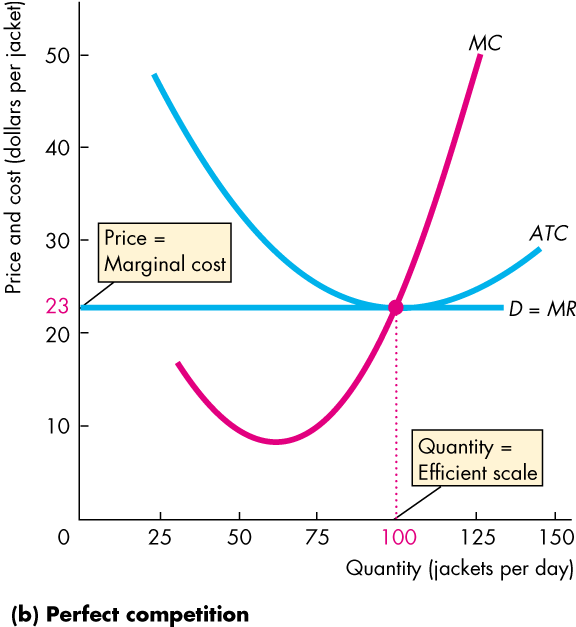 Price and cost (dollars per jacket)
50
40
30
23
20
10
0
MC
ATC
D = MR
Price =
Marginal cost
Quantity =
Efficient scale
25
50
75
100
125
150
Quantity (jackets per day)
(b) Perfect competition